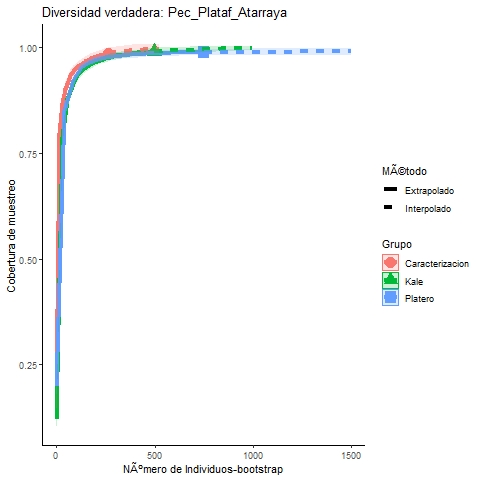 Diversidad verdadera: Pec_Plataf_Atarraya
1.00
0.75
0.50
0.25
Cobertura de muestreo
0
500
1000
1500
NÃºmero de Individuos-bootstrap
MÃ©todo
Extrapolado
Interpolado
Grupo
Caracterizacion
Kale
Platero